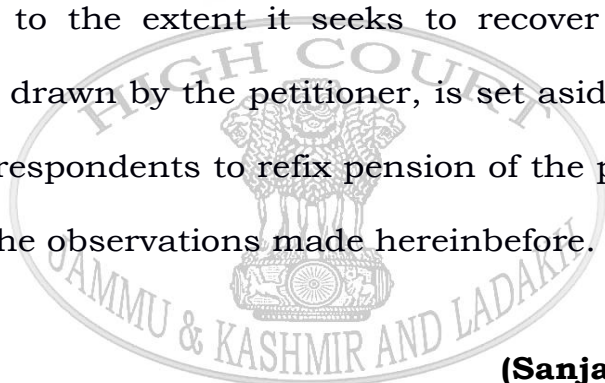 to the extent it seeks to recover
drawn by the petitioner, is set asid
respondents to refix pension of the p
he observations made hereinbefore.
(Sanja
HIGH COURT
JAMMU & KASHMIR AND LADAKH